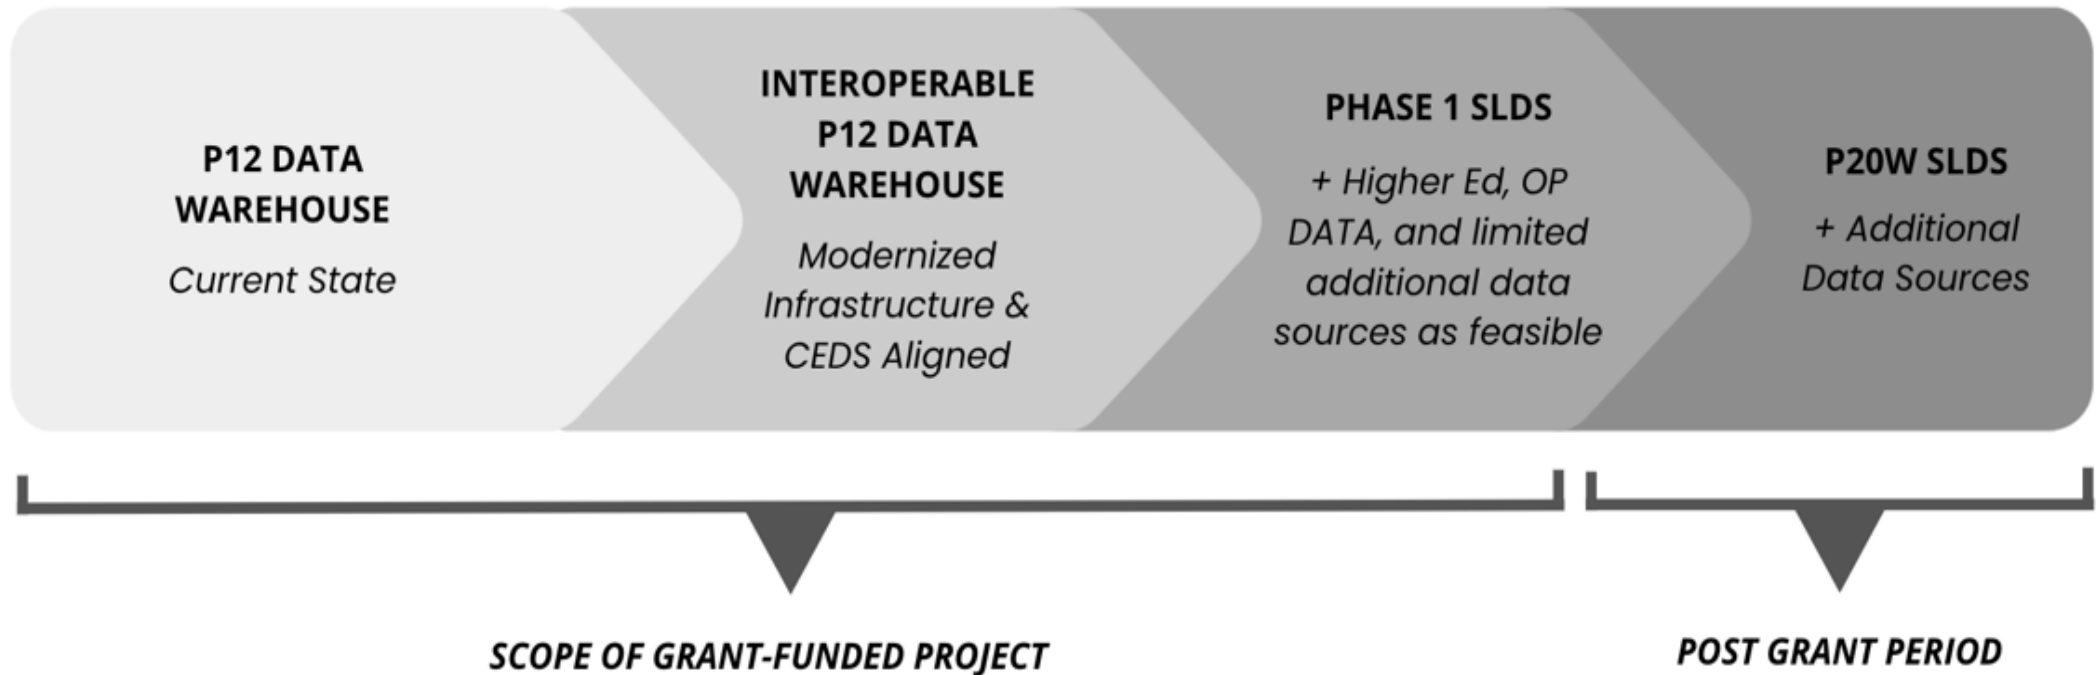 P12 DATA
WAREHOUSE
Current State
INTEROPERABLE
P12 DATA
WAREHOUSE
Modernized
Infrastructure &
CEDS Aligned
PHASE 1 SLDS
+ Higher Ed, OP
DATA, and limited
additional data
sources as feasible
P20W SLDS
+ Additional
Data Sources
SCOPE OF GRANT-FUNDED PROJECT
POST GRANT PERIOD